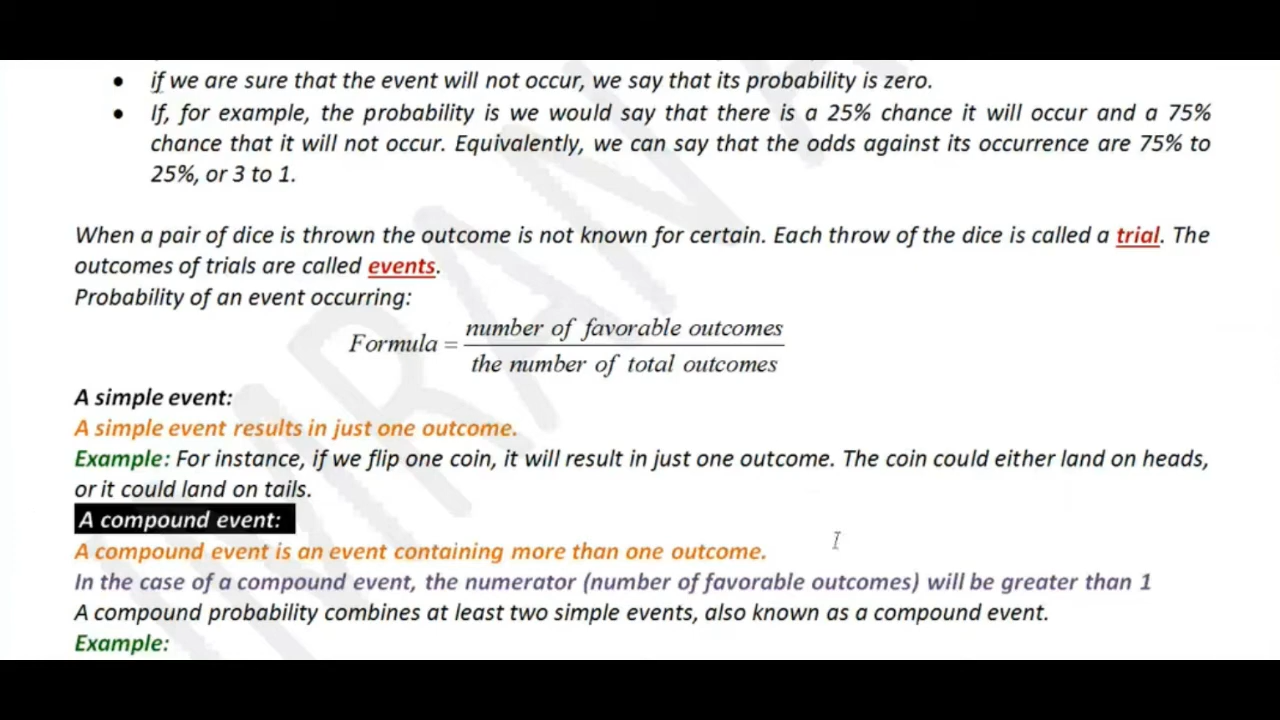 • if we are sure that the event will not occur, we say that its probability is zero.
• If, for example, the probability is we would say that there is a 25% chance it will occur and a 75%
chance that it will not occur. Equivalently, we can say that the odds against its occurrence are 75% to
25%, or 3 to 1.
When a pair of dice is thrown the outcome is not known for certain. Each throw of the dice is called a trial. The
outcomes of trials are called events.
Probability of an event occurring:
Formula = number of favorable outcomes
the number of total outcomes
A simple event:
A simple event results in just one outcome.
Example: For instance, if we flip one coin, it will result in just one outcome. The coin could either land on heads,
or it could land on tails.
A compound event:
A compound event is an event containing more than one outcome.
In the case of a compound event, the numerator (number of favorable outcomes) will be greater than 1
A compound probability combines at least two simple events, also known as a compound event.
Example:
IMRAN A